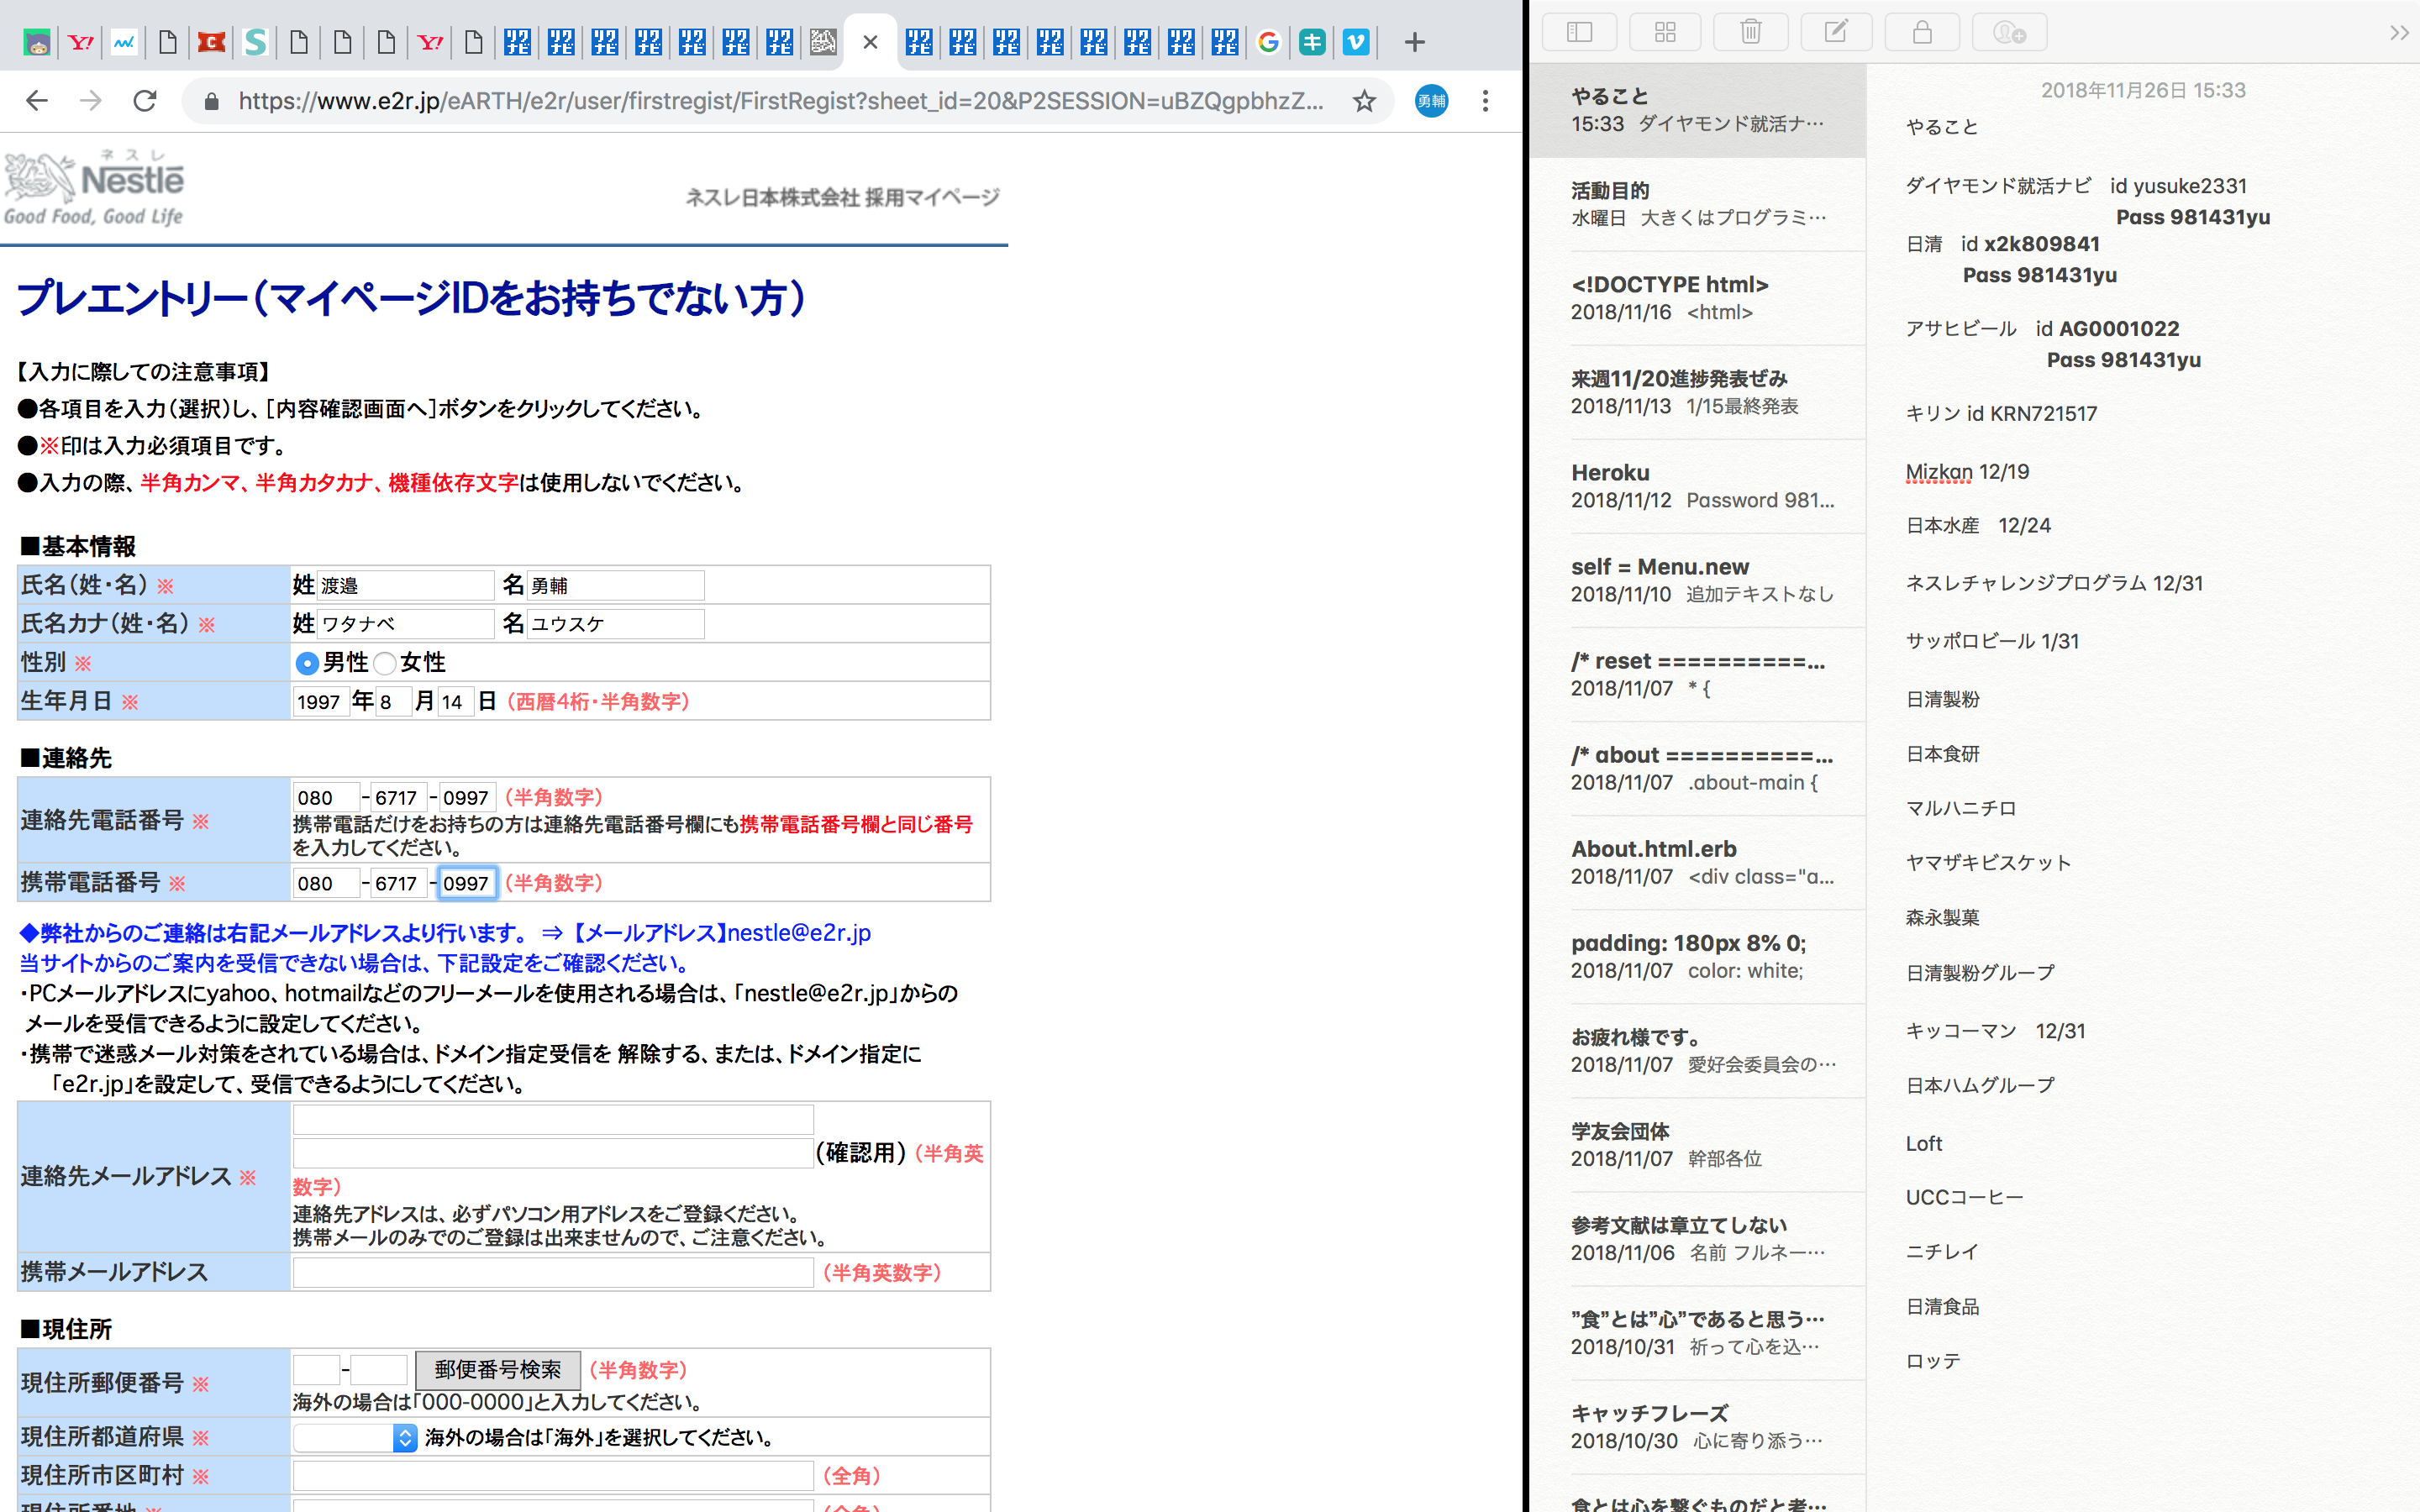 https://www.e2r.jp/eARTH/e2r/user/firstregist/FirstRegist?sheet_id=20&P2SESSION=uBZQgpbhzZ...
勇輔
ネスレ
Nestlé
Good Food, Good Life
ネスレ日本株式会社 採用マイページ
プレエントリー（マイページIDをお持ちでない方）
【入力に際しての注意事項】
●各項目を入力（選択）し、［内容確認画面へ］ボタンをクリックしてください。
●※印は入力必須項目です。
●入力の際、半角カンマ、半角カタカナ、機種依存文字は使用しないでください。
■基本情報
氏名（姓・名） ※ 姓 渡邉 名 勇輔
氏名カナ（姓・名） ※ 姓 ワタナベ 名 ユウスケ
性別 ※ 男性 女性
生年月日 ※ 1997 年 8 月 14 日 （西暦4桁・半角数字）
■連絡先
連絡先電話番号 ※ 080 - 6717 - 0997 （半角数字）
携帯電話だけをお持ちの方は連絡先電話番号欄にも携帯電話番号欄と同じ番号
を入力してください。
携帯電話番号 ※ 080 - 6717 - 0997 （半角数字）
◆弊社からのご連絡は右記メールアドレスより行います。 ⇒ 【メールアドレス】nestle@e2r.jp
当サイトからのご案内を受信できない場合は、下記設定をご確認ください。
・PCメールアドレスにyahoo、hotmailなどのフリーメールを使用される場合は、「nestle@e2r.jp」からの
メールを受信できるように設定してください。
・携帯で迷惑メール対策をされている場合は、ドメイン指定受信を 解除する、または、ドメイン指定に
「e2r.jp」を設定して、受信できるようにしてください。
連絡先メールアドレス ※ （確認用） （半角英
数字）
連絡先アドレスは、必ずパソコン用アドレスをご登録ください。
携帯メールのみでのご登録は出来ませんので、ご注意ください。
携帯メールアドレス （半角英数字）
■現住所
現住所郵便番号 ※ - 郵便番号検索 （半角数字）
海外の場合は「000-0000」と入力してください。
現住所都道府県 ※ 海外の場合は「海外」を選択してください。
現住所市区町村 ※ （全角）
現住所番地 ※ （全角）
やること
15:33 ダイヤモンド就活ナ…
活動目的
水曜日 大きくはプログラミ…
<!DOCTYPE html>
2018/11/16 <html>
来週11/20進捗発表ぜみ
2018/11/13 1/15最終発表
Heroku
2018/11/12 Password 981...
self = Menu.new
2018/11/10 追加テキストなし
/* reset ==========...
2018/11/07 * {
/* about ==========...
2018/11/07 .about-main {
About.html.erb
2018/11/07 <div class="a...
padding: 180px 8% 0;
2018/11/07 color: white;
お疲れ様です。
2018/11/07 愛好会委員会の…
学友会団体
2018/11/07 幹部各位
参考文献は章立てしない
2018/11/06 名前 フルネー…
”食”とは”心”であると思う…
2018/10/31 祈って心を込…
キャッチフレーズ
2018/10/30 心に寄り添う…
食とは心を繋ぐものだと考…
2018年11月26日 15:33
やること
ダイヤモンド就活ナビ id yusuke2331
Pass 981431yu
日清 id x2k809841
Pass 981431yu
アサヒビール id AG0001022
Pass 981431yu
キリン id KRN721517
Mizkan 12/19
日本水産 12/24
ネスレチャレンジプログラム 12/31
サッポロビール 1/31
日清製粉
日本食研
マルハニチロ
ヤマザキビスケット
森永製菓
日清製粉グループ
キッコーマン 12/31
日本ハムグループ
Loft
UCCコーヒー
ニチレイ
日清食品
ロッテ